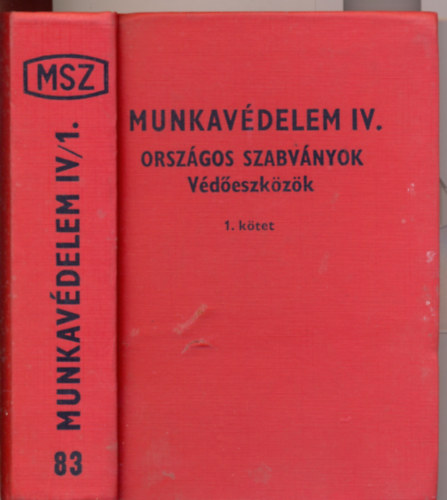 MSZ
MUNKAVÉDELEM IV/1.
83
MUNKAVÉDELEM IV.
ORSZÁGOS SZABVÁNYOK
Védőeszközök
1. kötet